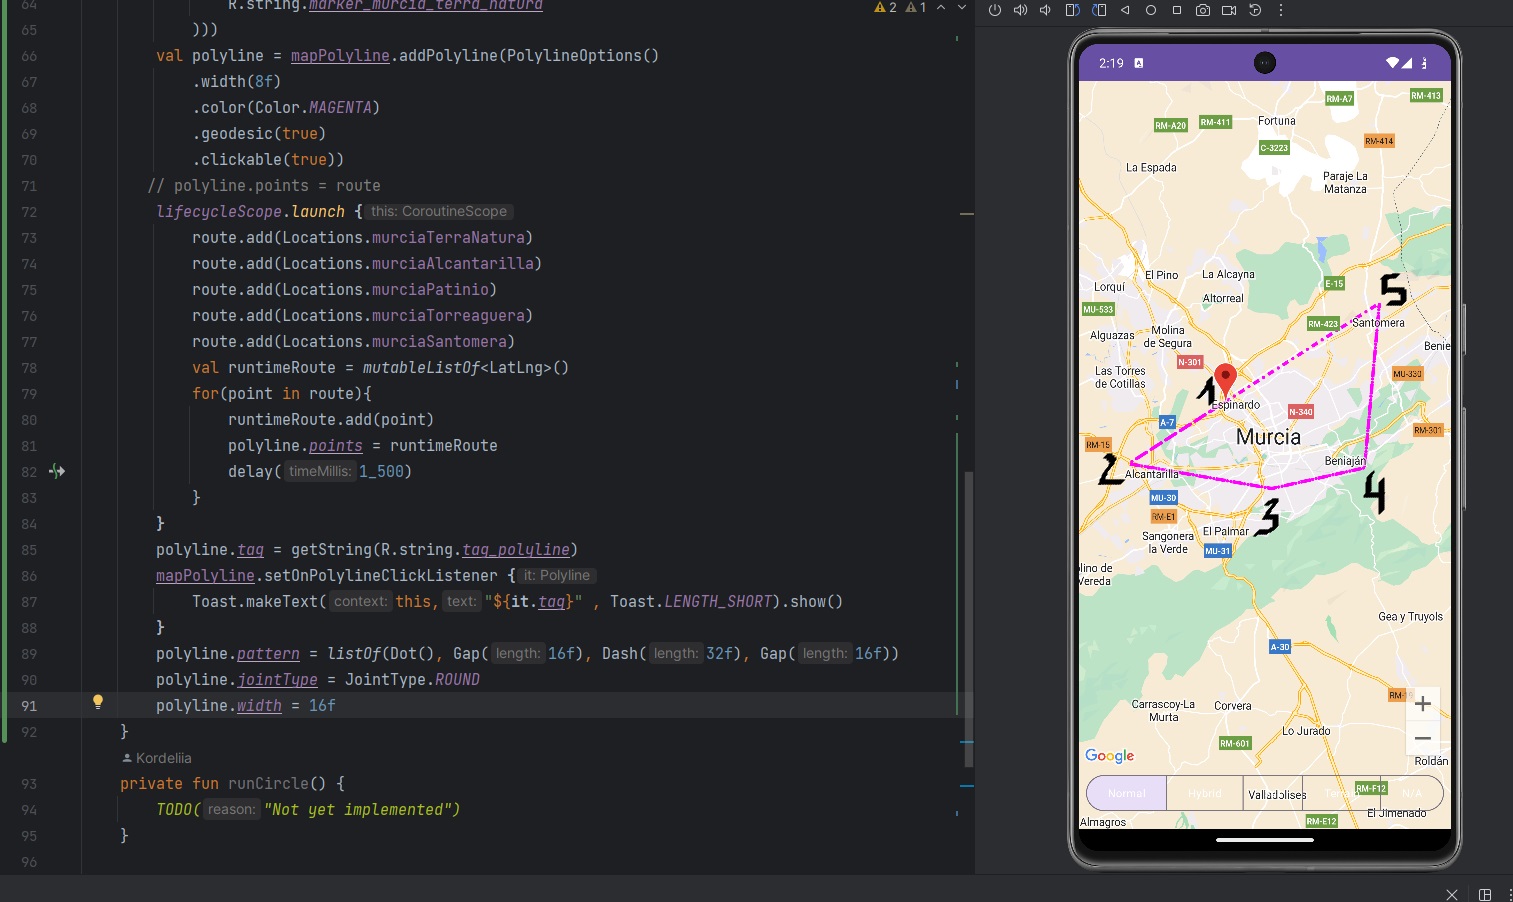 64 R.string.marker_murcia_terra_natura
2 1
65 )))
66 val polyline = mapPolyline.addPolyline(PolylineOptions()
67 .width(8f)
68 .color(Color.MAGENTA)
69 .geodesic(true)
70 .clickable(true))
71 // polyline.points = route
72 lifecycleScope.launch { this: CoroutineScope
73 route.add(Locations.murciaTerraNatura)
74 route.add(Locations.murciaAlcantarilla)
75 route.add(Locations.murciaPatinio)
76 route.add(Locations.murciaTorreaguera)
77 route.add(Locations.murciaSantomera)
78 val runtimeRoute = mutableListOf<LatLng>()
79 for(point in route){
80 runtimeRoute.add(point)
81 polyline.points = runtimeRoute
82 delay( timeMillis: 1_500)
83 }
84 }
85 polyline.tag = getString(R.string.tag_polyline)
86 mapPolyline.setOnPolylineClickListener { it: Polyline
87 Toast.makeText( context: this, text: "${it.tag}" , Toast.LENGTH_SHORT).show()
88 }
89 polyline.pattern = listOf(Dot(), Gap( length: 16f), Dash( length: 32f), Gap( length: 16f))
90 polyline.jointType = JointType.ROUND
91 polyline.width = 16f
92 }
Kordeliia
93 private fun runCircle() {
94 TODO( reason: "Not yet implemented")
95 }
96
2:19
RM-A7
RM-413
RM-A20
RM-411
Fortuna
C-3223
RM-414
La Espada
Paraje La
Matanza
El Pino
La Alcayna
Lorquí
Altorreal
E-15
5
MU-533
RM-423
Santomera
Alguazas
Molina
de Segura
Benie
N-301
Las Torres
de Cotillas
MU-330
1
Espinardo
N-340
A-7
Murcia
RM-301
RM-15
2
Alcantarilla
Beniaján
4
MU-30
3
RM-E1
El Palmar
Sangonera
la Verde
MU-31
lino de
Vereda
Gea y Truyols
A-30
RM-19
+
Carrascoy-La
Murta
Corvera
Lo Jurado
−
RM-601
Google
Roldán
Normal
Hybrid
Valladolises
RM-F12
N/A
El Jimenado
Almagros
RM-E12